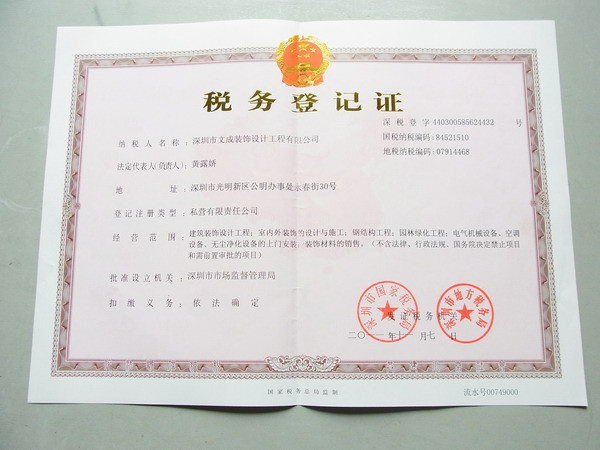 税务登记证
深税登字 440300585624432 号
国税纳税编码: 84521510
地税纳税编码: 07914468
纳税人名称: 深圳市文成装饰设计工程有限公司
法定代表人(负责人) 黄露娇
地址: 深圳市光明新区公明办事处永春街30号
登记注册类型: 私营有限责任公司
经营范围: 建筑装饰设计工程; 室内外装饰的设计与施工; 钢结构工程; 园林绿化工程; 电气机械设备、空调
设备、无尘净化设备的上门安装; 装饰材料的销售。(不含法律、行政法规、国务院决定禁止项目
和需前置审批的项目)
批准设立机关: 深圳市市场监督管理局
扣缴义务: 依法确定
深圳市国家税务局
深圳市地方税务局
发证税务机关
二〇一一年十一月七日
国家税务总局监制
流水号00749000